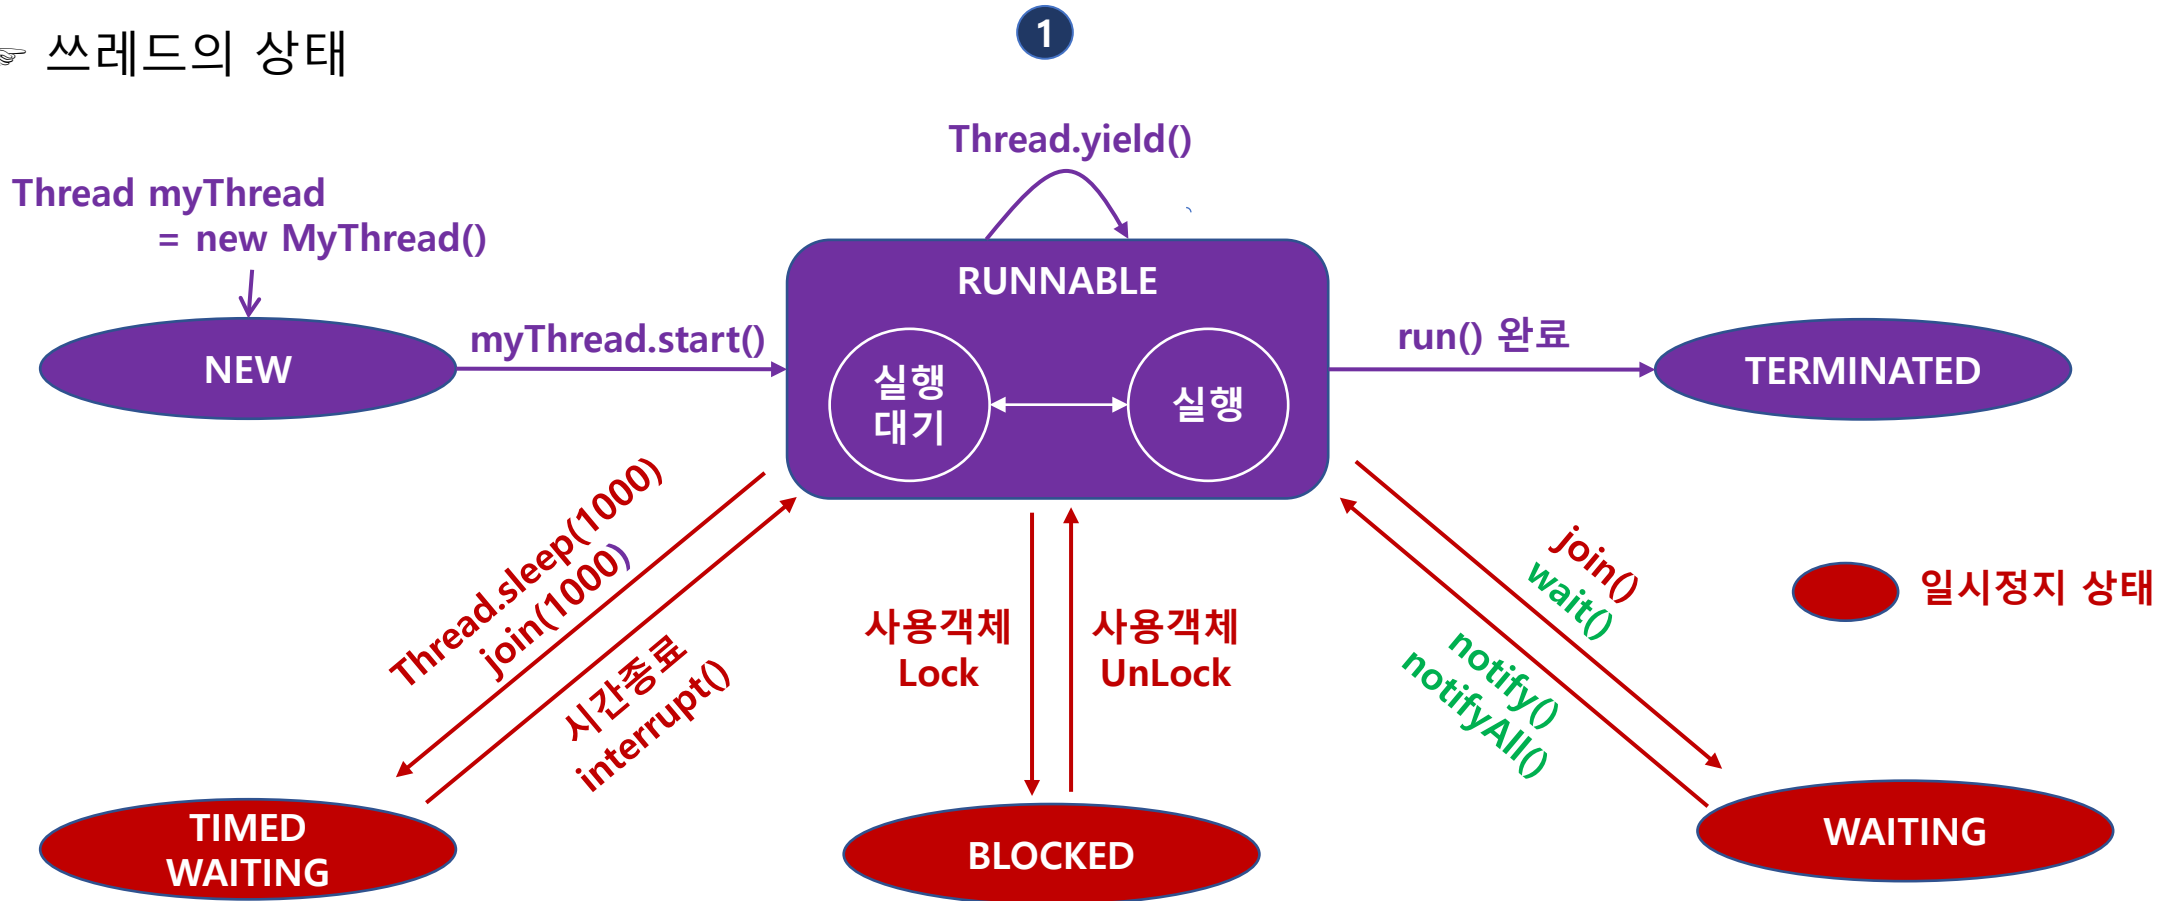 1
☞ 쓰레드의 상태
Thread.yield()
Thread myThread
= new MyThread()
RUNNABLE
NEW
myThread.start()
실행
대기
실행
run() 완료
TERMINATED
Thread.sleep(1000)
join(1000)
시간종료
interrupt()
사용객체
Lock
사용객체
UnLock
join()
wait()
notify()
notifyAll()
일시정지 상태
TIMED
WAITING
BLOCKED
WAITING